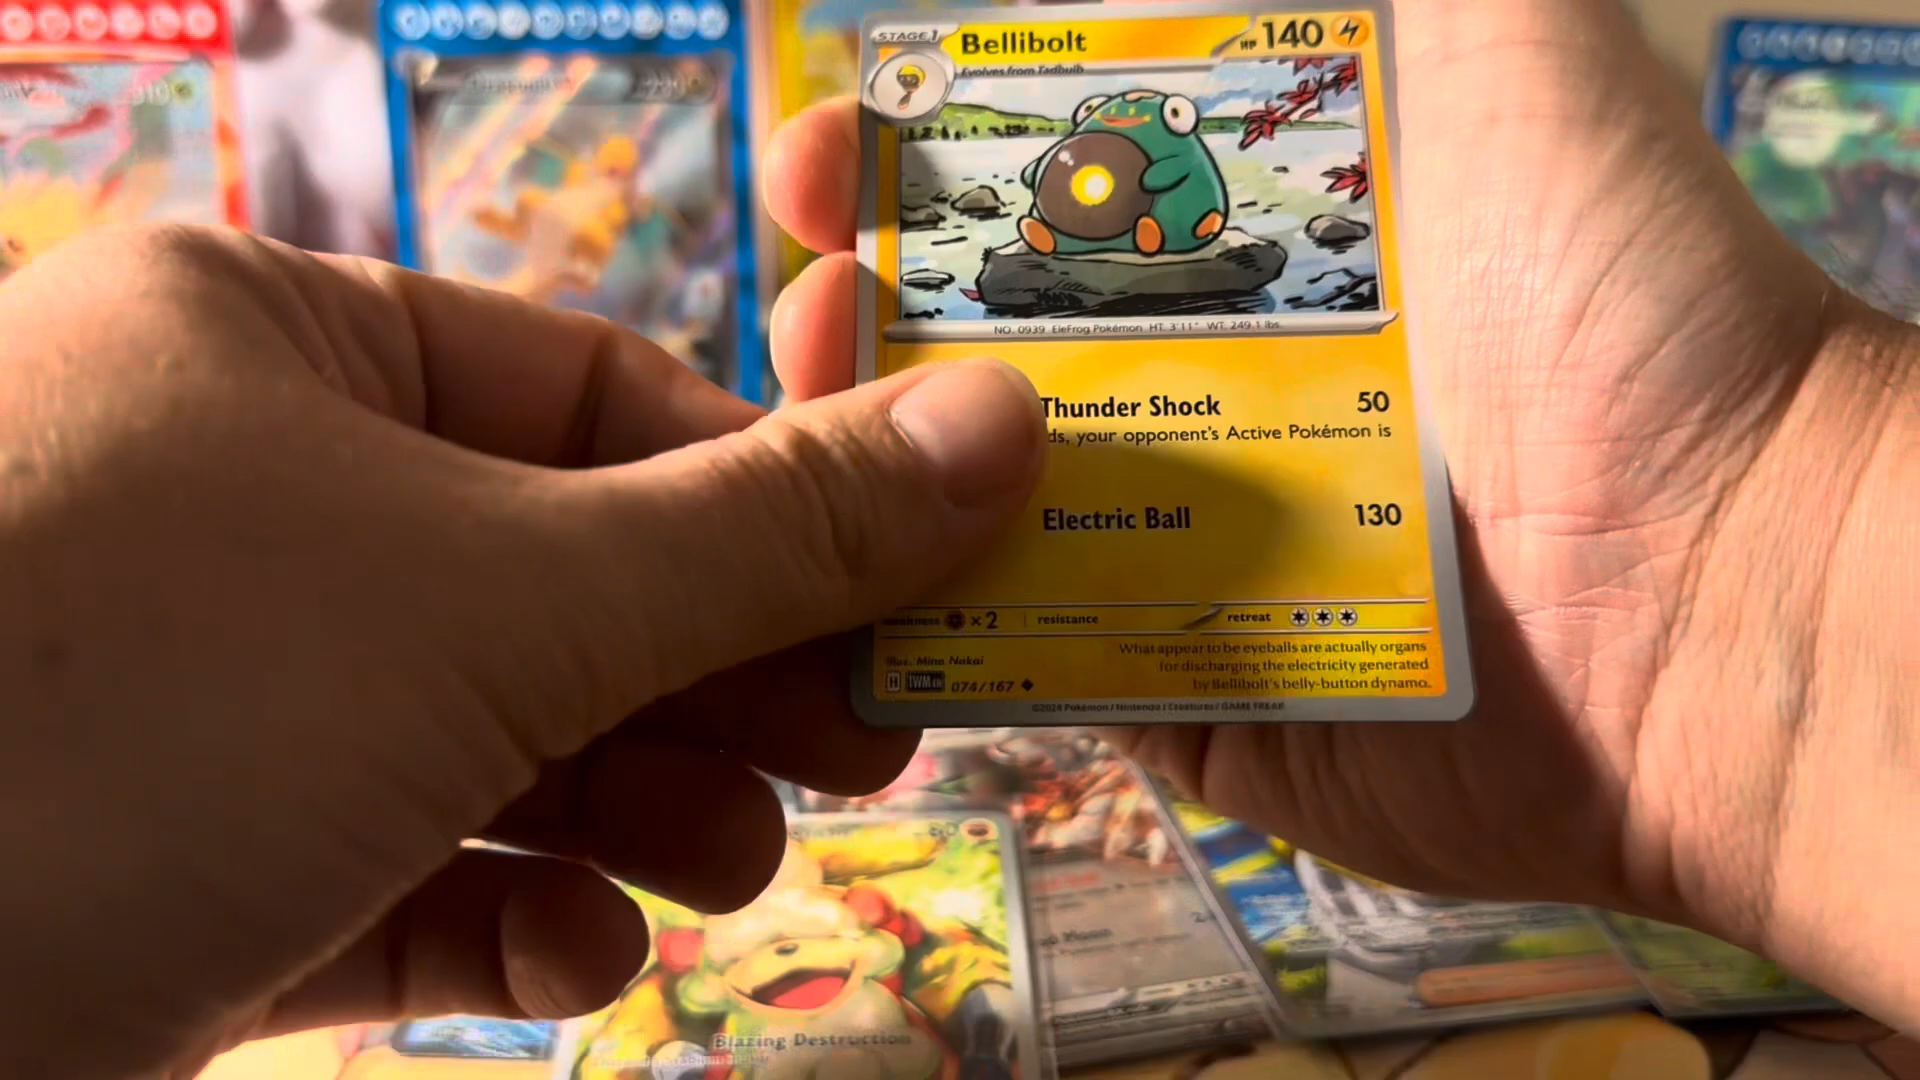 STAGE 1
Bellibolt
HP 140
Evolves from Tadbulb
NO. 0939 EleFrog Pokémon HT. 3'11" WT. 249.1 lbs.
Thunder Shock 50
ds, your opponent's Active Pokémon is
Electric Ball 130
weakness ×2 resistance retreat
What appear to be eyeballs are actually organs
for discharging the electricity generated
by Bellibolt's belly-button dynamo.
Illus. Mina Nakai
H TWM EN 074/167
©2024 Pokémon / Nintendo / Creatures / GAME FREAK
Blazing Destruction